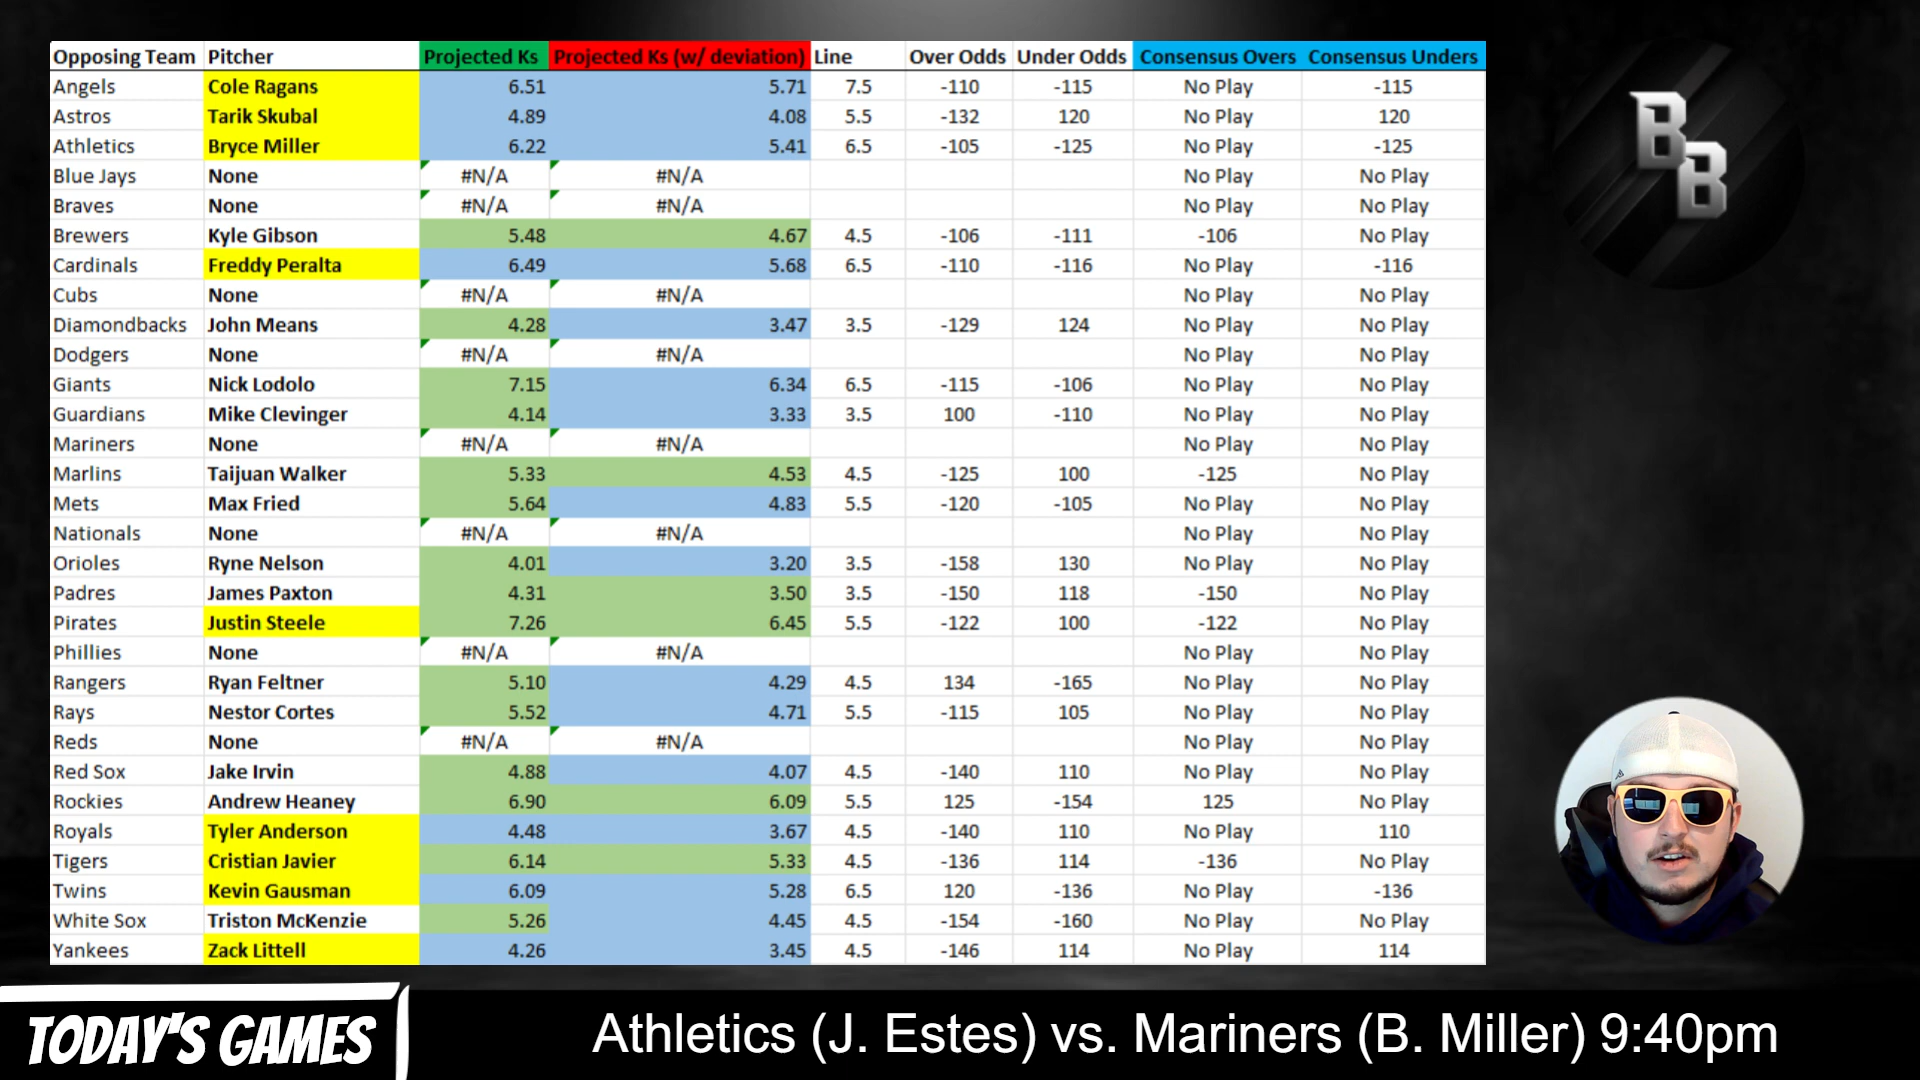 Opposing Team Pitcher Projected Ks Projected Ks (w/ deviation) Line Over Odds Under Odds Consensus Overs Consensus Unders
Angels Cole Ragans 6.51 5.71 7.5 -110 -115 No Play -115
Astros Tarik Skubal 4.89 4.08 5.5 -132 120 No Play 120
Athletics Bryce Miller 6.22 5.41 6.5 -105 -125 No Play -125
Blue Jays None #N/A #N/A No Play No Play
Braves None #N/A #N/A No Play No Play
Brewers Kyle Gibson 5.48 4.67 4.5 -106 -111 -106 No Play
Cardinals Freddy Peralta 6.49 5.68 6.5 -110 -116 No Play -116
Cubs None #N/A #N/A No Play No Play
Diamondbacks John Means 4.28 3.47 3.5 -129 124 No Play No Play
Dodgers None #N/A #N/A No Play No Play
Giants Nick Lodolo 7.15 6.34 6.5 -115 -106 No Play No Play
Guardians Mike Clevinger 4.14 3.33 3.5 100 -110 No Play No Play
Mariners None #N/A #N/A No Play No Play
Marlins Taijuan Walker 5.33 4.53 4.5 -125 100 -125 No Play
Mets Max Fried 5.64 4.83 5.5 -120 -105 No Play No Play
Nationals None #N/A #N/A No Play No Play
Orioles Ryne Nelson 4.01 3.20 3.5 -158 130 No Play No Play
Padres James Paxton 4.31 3.50 3.5 -150 118 -150 No Play
Pirates Justin Steele 7.26 6.45 5.5 -122 100 -122 No Play
Phillies None #N/A #N/A No Play No Play
Rangers Ryan Feltner 5.10 4.29 4.5 134 -165 No Play No Play
Rays Nestor Cortes 5.52 4.71 5.5 -115 105 No Play No Play
Reds None #N/A #N/A No Play No Play
Red Sox Jake Irvin 4.88 4.07 4.5 -140 110 No Play No Play
Rockies Andrew Heaney 6.90 6.09 5.5 125 -154 125 No Play
Royals Tyler Anderson 4.48 3.67 4.5 -140 110 No Play 110
Tigers Cristian Javier 6.14 5.33 4.5 -136 114 -136 No Play
Twins Kevin Gausman 6.09 5.28 6.5 120 -136 No Play -136
White Sox Triston McKenzie 5.26 4.45 4.5 -154 -160 No Play No Play
Yankees Zack Littell 4.26 3.45 4.5 -146 114 No Play 114
BB
TODAY'S GAMES
Athletics (J. Estes) vs. Mariners (B. Miller) 9:40pm